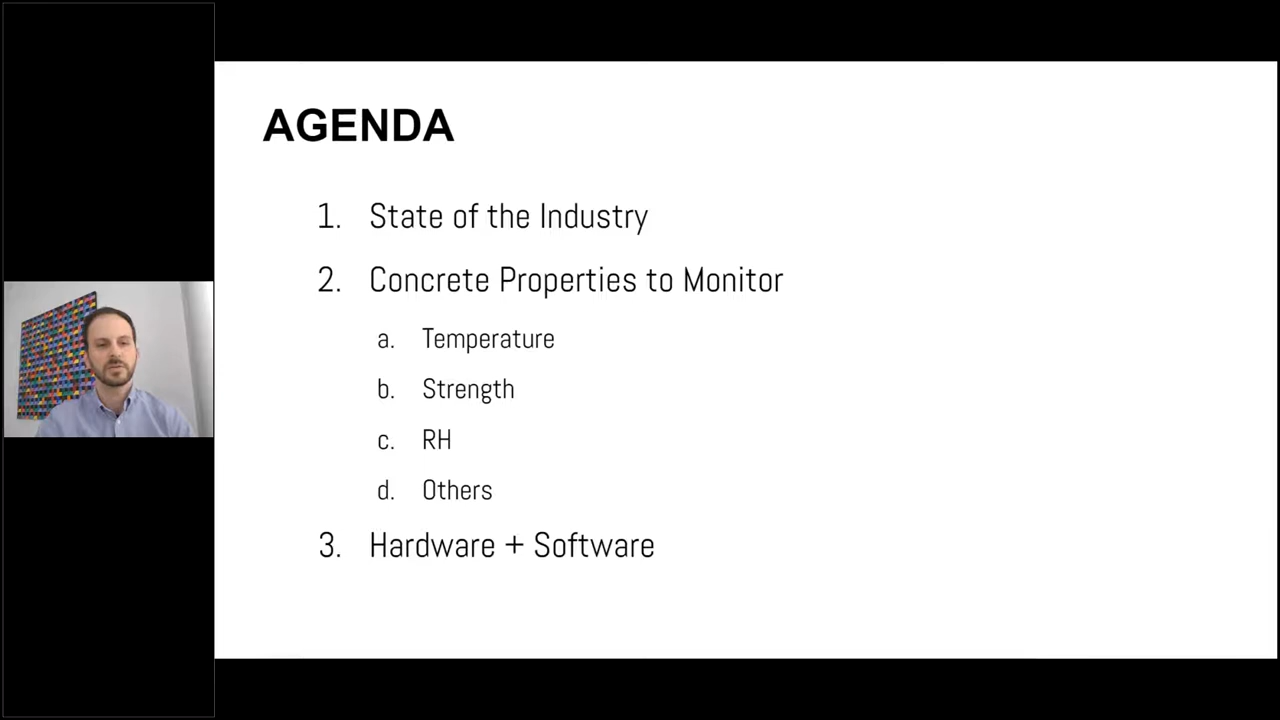 AGENDA
1. State of the Industry
2. Concrete Properties to Monitor
a. Temperature
b. Strength
c. RH
d. Others
3. Hardware + Software